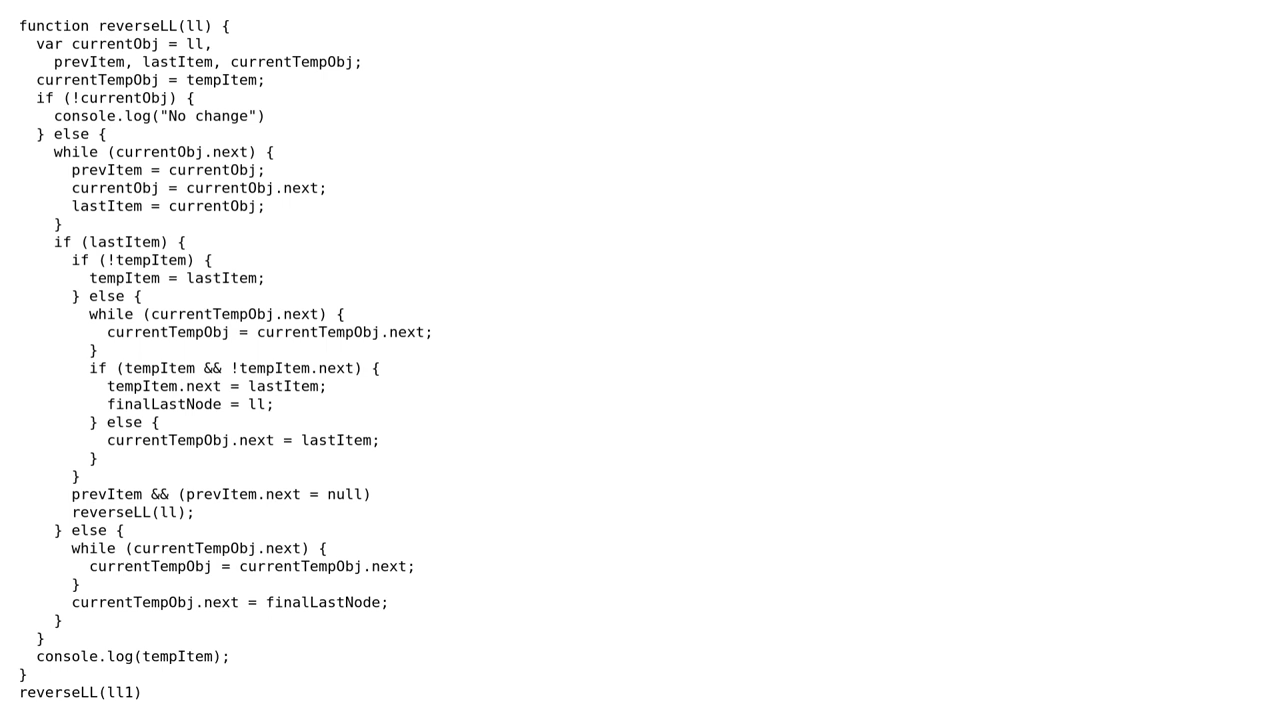 function reverseLL(ll) {
  var currentObj = ll,
    prevItem, lastItem, currentTempObj;
  currentTempObj = tempItem;
  if (!currentObj) {
    console.log("No change")
  } else {
    while (currentObj.next) {
      prevItem = currentObj;
      currentObj = currentObj.next;
      lastItem = currentObj;
    }
    if (lastItem) {
      if (!tempItem) {
        tempItem = lastItem;
      } else {
        while (currentTempObj.next) {
          currentTempObj = currentTempObj.next;
        }
        if (tempItem && !tempItem.next) {
          tempItem.next = lastItem;
          finalLastNode = ll;
        } else {
          currentTempObj.next = lastItem;
        }
      }
      prevItem && (prevItem.next = null)
      reverseLL(ll);
    } else {
      while (currentTempObj.next) {
        currentTempObj = currentTempObj.next;
      }
      currentTempObj.next = finalLastNode;
    }
  }
  console.log(tempItem);
}
reverseLL(ll1)